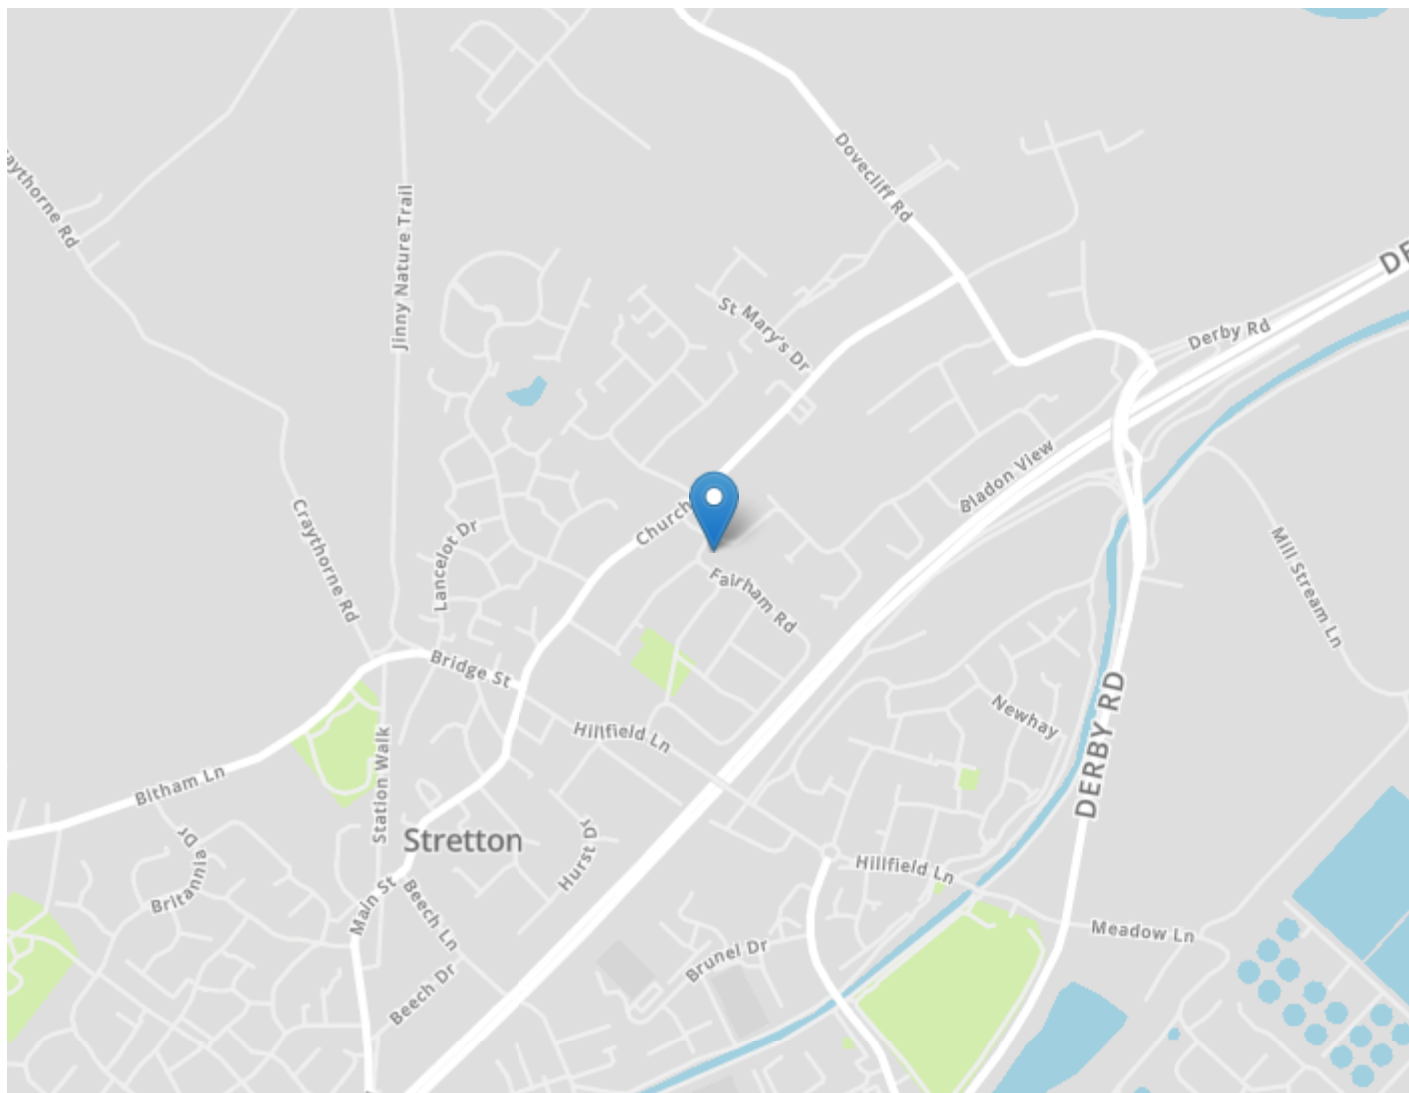 Dovecliff Rd
Craythorne Rd
Jinny Nature Trail
DE
St Mary's Dr
Derby Rd
Bladon View
Church
Craythorne Rd
Lancelot Dr
Mill Stream Ln
Fairham Rd
Bridge St
DERBY RD
Newhay
Hillfield Ln
Station Walk
Bitham Ln
Stretton
Hurst Dr
Britannia Dr
Hillfield Ln
Main St
Beech Ln
Meadow Ln
Brunel Dr
Beech Dr